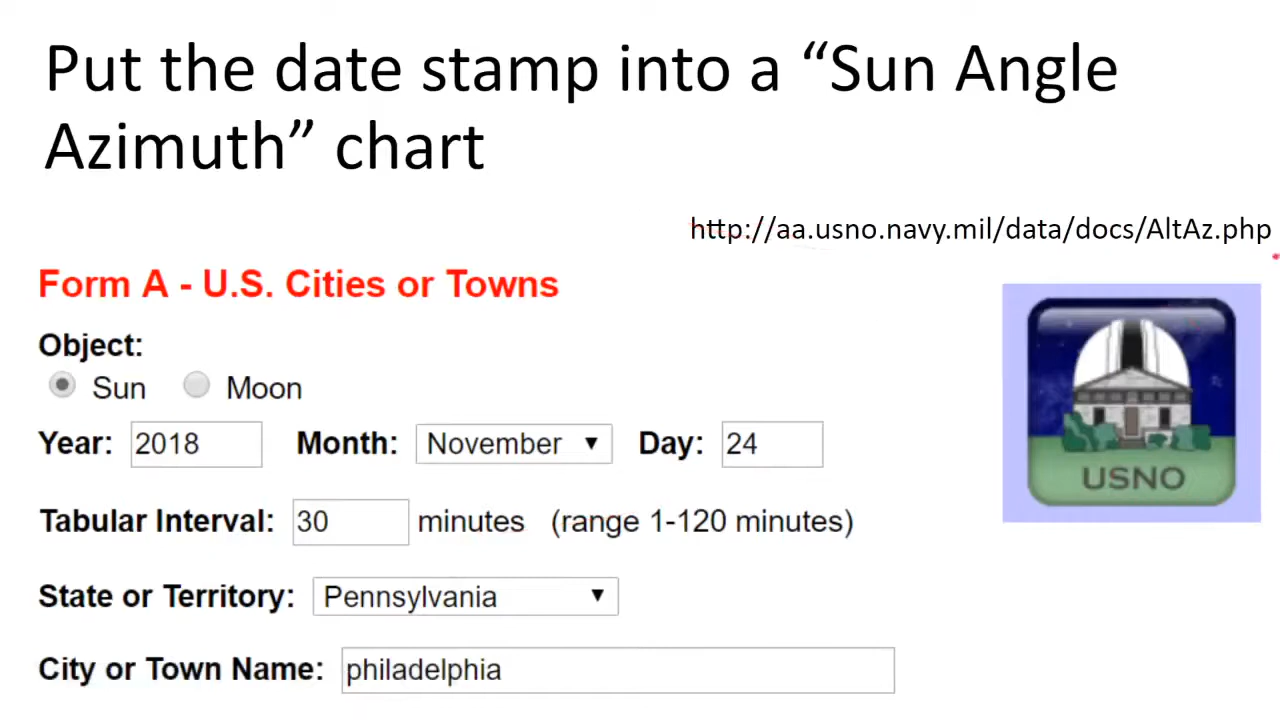 Put the date stamp into a “Sun Angle
Azimuth” chart
http://aa.usno.navy.mil/data/docs/AltAz.php
Form A - U.S. Cities or Towns
Object:
Sun Moon
Year: 2018 Month: November Day: 24
Tabular Interval: 30 minutes (range 1-120 minutes)
State or Territory: Pennsylvania
City or Town Name: philadelphia
USNO